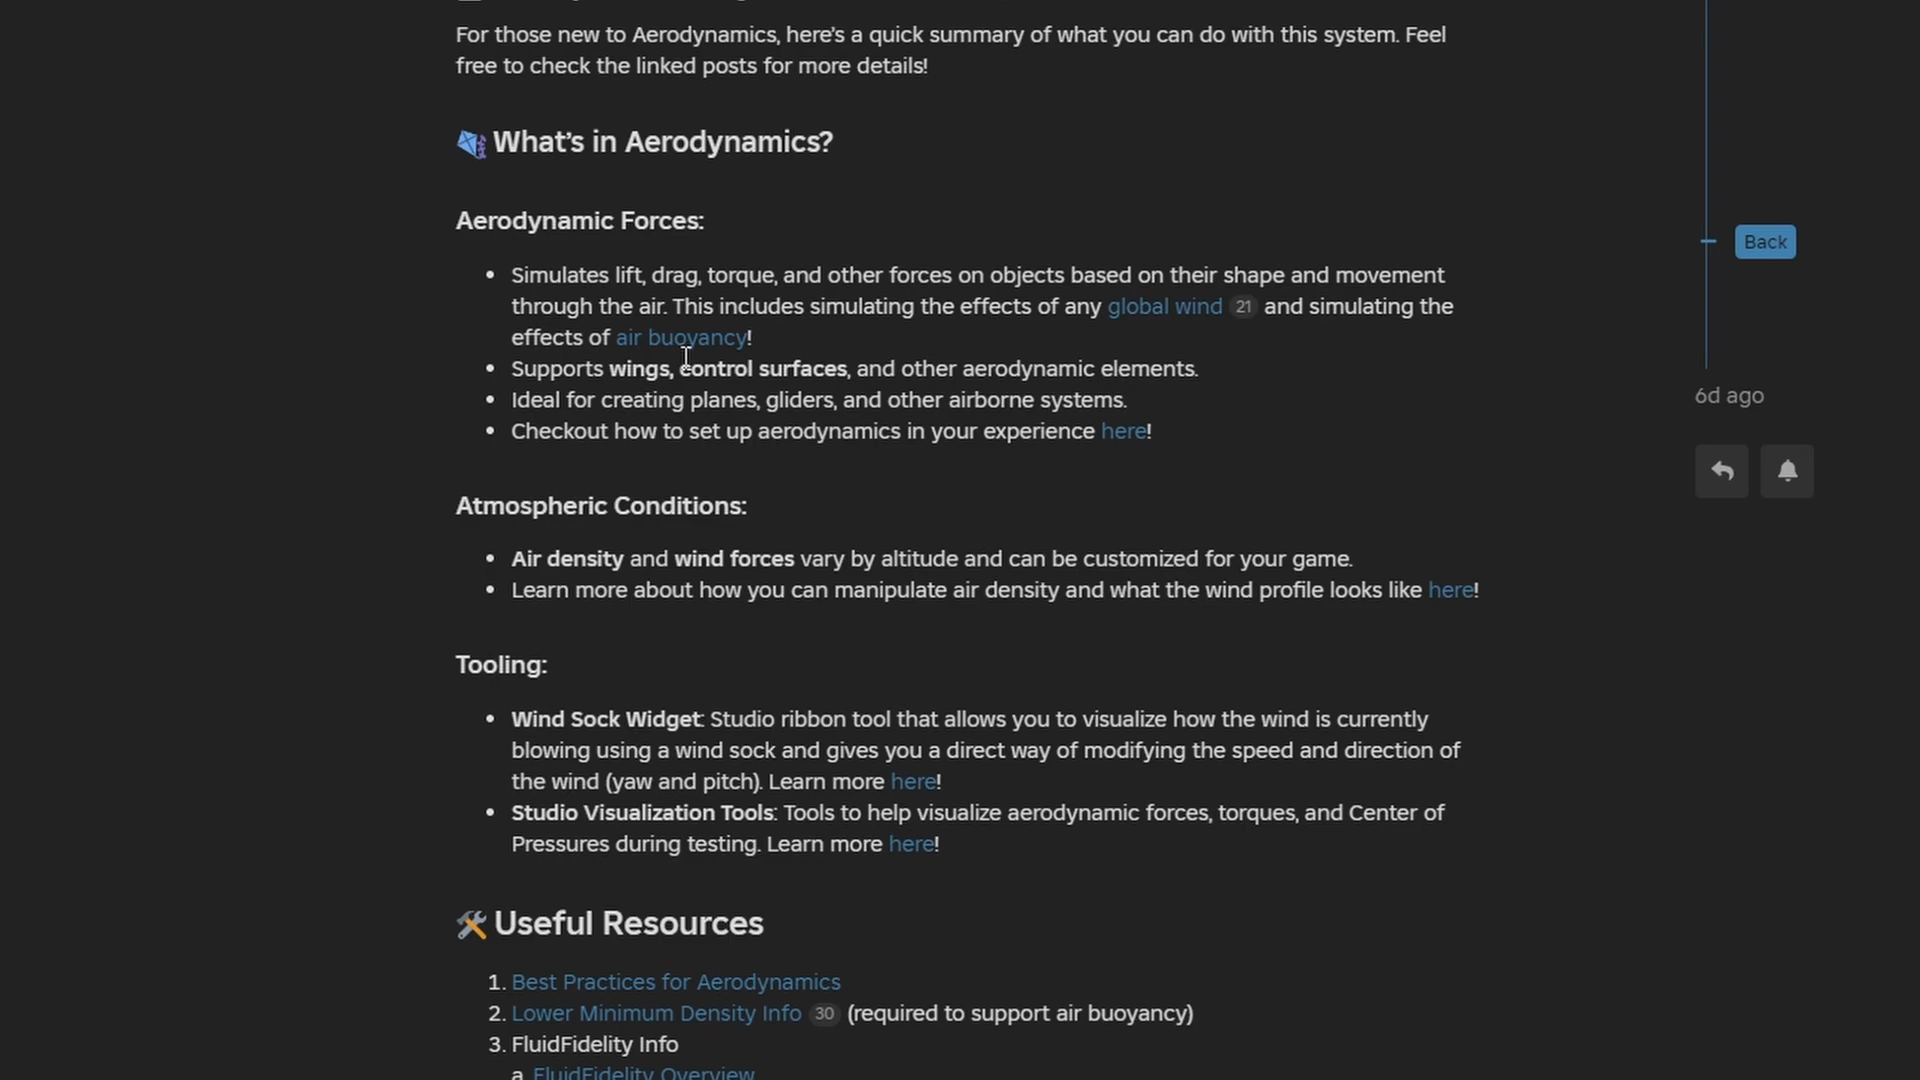 For those new to Aerodynamics, here's a quick summary of what you can do with this system. Feel
free to check the linked posts for more details!
What's in Aerodynamics?
Aerodynamic Forces:
Simulates lift, drag, torque, and other forces on objects based on their shape and movement
through the air. This includes simulating the effects of any global wind 21 and simulating the
effects of air buoyancy!
Supports wings, control surfaces, and other aerodynamic elements.
Ideal for creating planes, gliders, and other airborne systems.
Checkout how to set up aerodynamics in your experience here!
Atmospheric Conditions:
Air density and wind forces vary by altitude and can be customized for your game.
Learn more about how you can manipulate air density and what the wind profile looks like here!
Tooling:
Wind Sock Widget: Studio ribbon tool that allows you to visualize how the wind is currently
blowing using a wind sock and gives you a direct way of modifying the speed and direction of
the wind (yaw and pitch). Learn more here!
Studio Visualization Tools: Tools to help visualize aerodynamic forces, torques, and Center of
Pressures during testing. Learn more here!
Useful Resources
1. Best Practices for Aerodynamics
2. Lower Minimum Density Info 30 (required to support air buoyancy)
3. FluidFidelity Info
a. FluidFidelity Overview
Back
6d ago